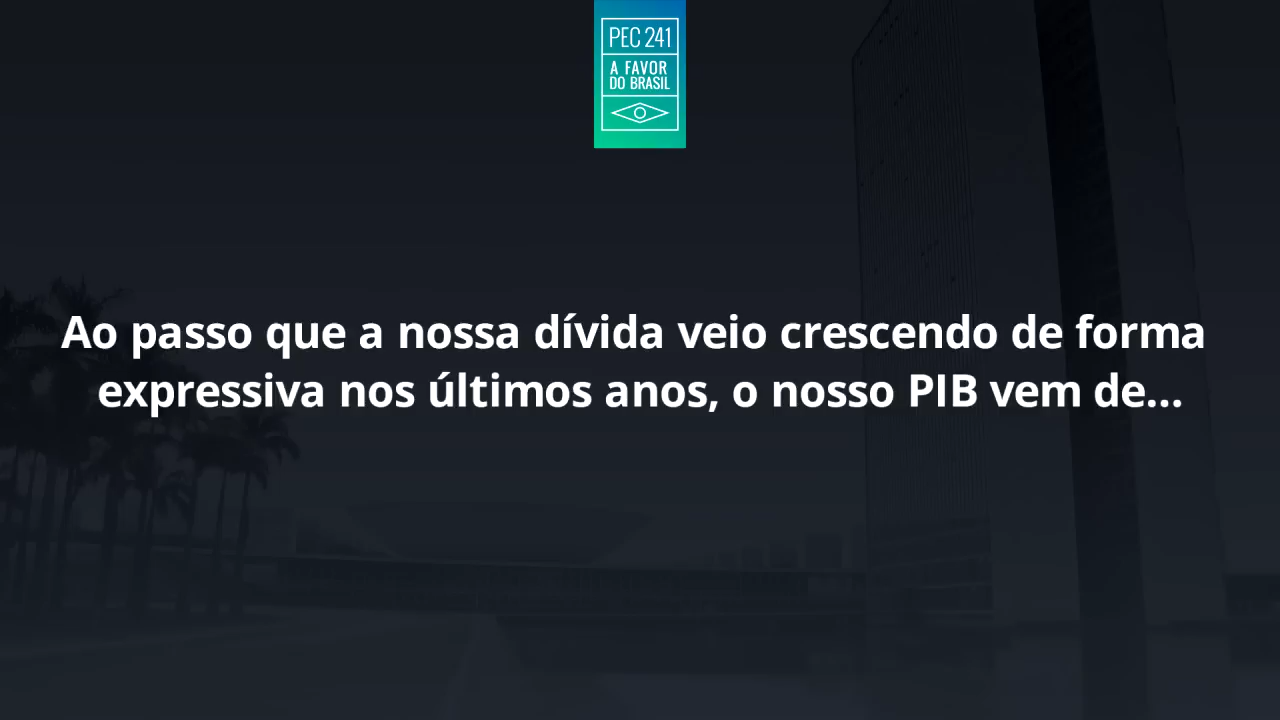 PEC 241
A FAVOR
DO BRASIL
Ao passo que a nossa dívida veio crescendo de forma
expressiva nos últimos anos, o nosso PIB vem de...